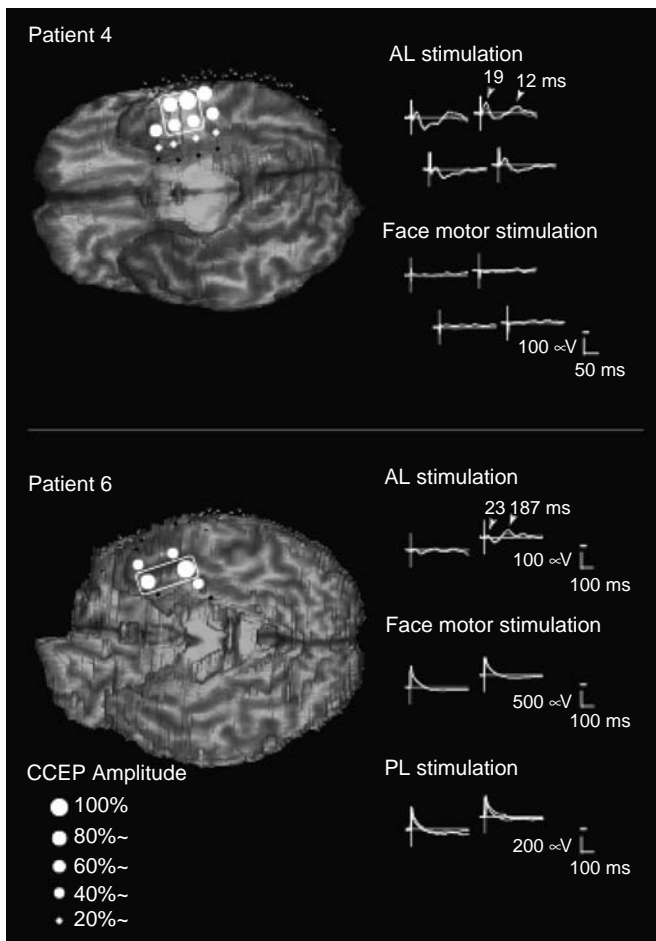 Patient 4
AL stimulation
19 12 ms
Face motor stimulation
100 ∝V
50 ms
Patient 6
AL stimulation
23 187 ms
100 ∝V
100 ms
Face motor stimulation
500 ∝V
100 ms
CCEP Amplitude
100%
80%~
60%~
40%~
20%~
PL stimulation
200 ∝V
100 ms